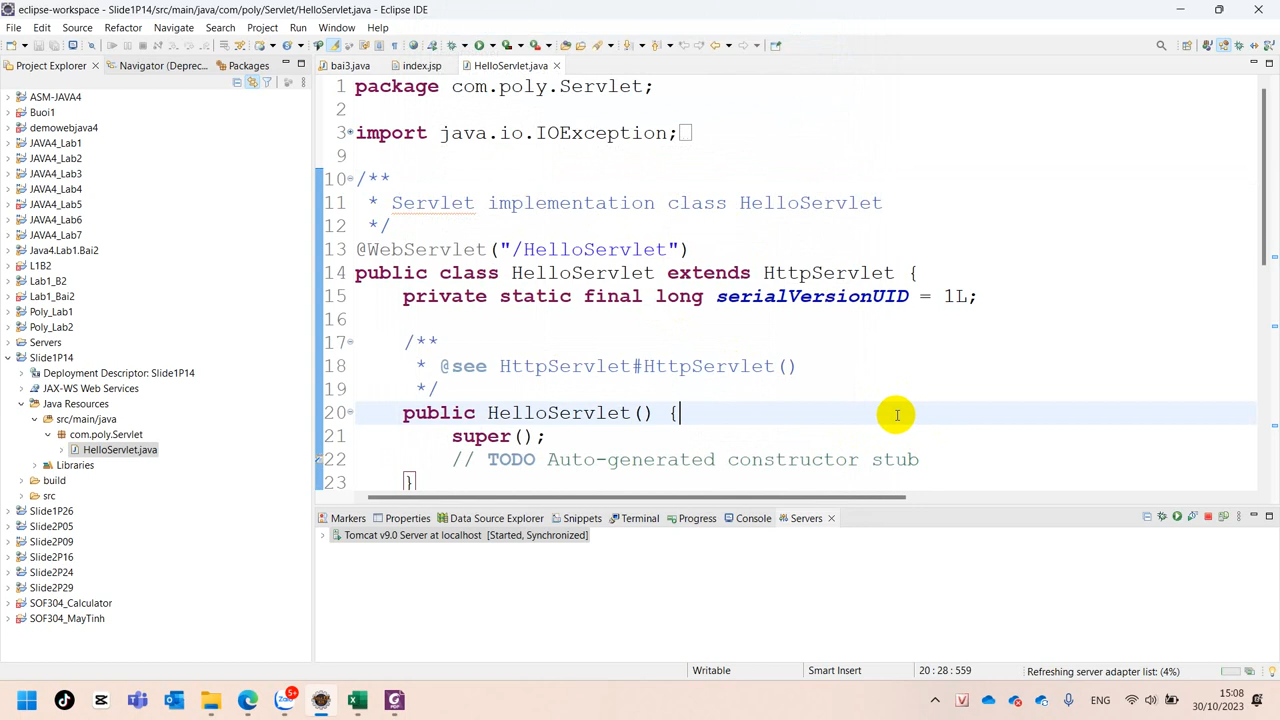 eclipse-workspace - Slide1P14/src/main/java/com/poly/Servlet/HelloServlet.java - Eclipse IDE
File Edit Source Refactor Navigate Search Project Run Window Help
Project Explorer Navigator (Deprec... Packages
bai3.java index.jsp HelloServlet.java
ASM-JAVA4
Buoi1
demowebjava4
JAVA4_Lab1
JAVA4_Lab2
JAVA4_Lab3
JAVA4_Lab4
JAVA4_Lab5
JAVA4_Lab6
JAVA4_Lab7
Java4.Lab1.Bai2
L1B2
Lab1_B2
Lab1_Bai2
Poly_Lab1
Poly_Lab2
Servers
Slide1P14
Deployment Descriptor: Slide1P14
JAX-WS Web Services
Java Resources
src/main/java
com.poly.Servlet
HelloServlet.java
Libraries
build
src
Slide1P26
Slide2P05
Slide2P09
Slide2P16
Slide2P24
Slide2P29
SOF304_Calculator
SOF304_MayTinh
1 package com.poly.Servlet;
2
3 import java.io.IOException;
9
10 /**
11 * Servlet implementation class HelloServlet
12 */
13 @WebServlet("/HelloServlet")
14 public class HelloServlet extends HttpServlet {
15 private static final long serialVersionUID = 1L;
16
17 /**
18 * @see HttpServlet#HttpServlet()
19 */
20 public HelloServlet() {
21 super();
22 // TODO Auto-generated constructor stub
23 }
Markers Properties Data Source Explorer Snippets Terminal Progress Console Servers
Tomcat v9.0 Server at localhost [Started, Synchronized]
Writable Smart Insert 20 : 28 : 559 Refreshing server adapter list: (4%)
5+
Zalo
ENG
15:08
30/10/2023